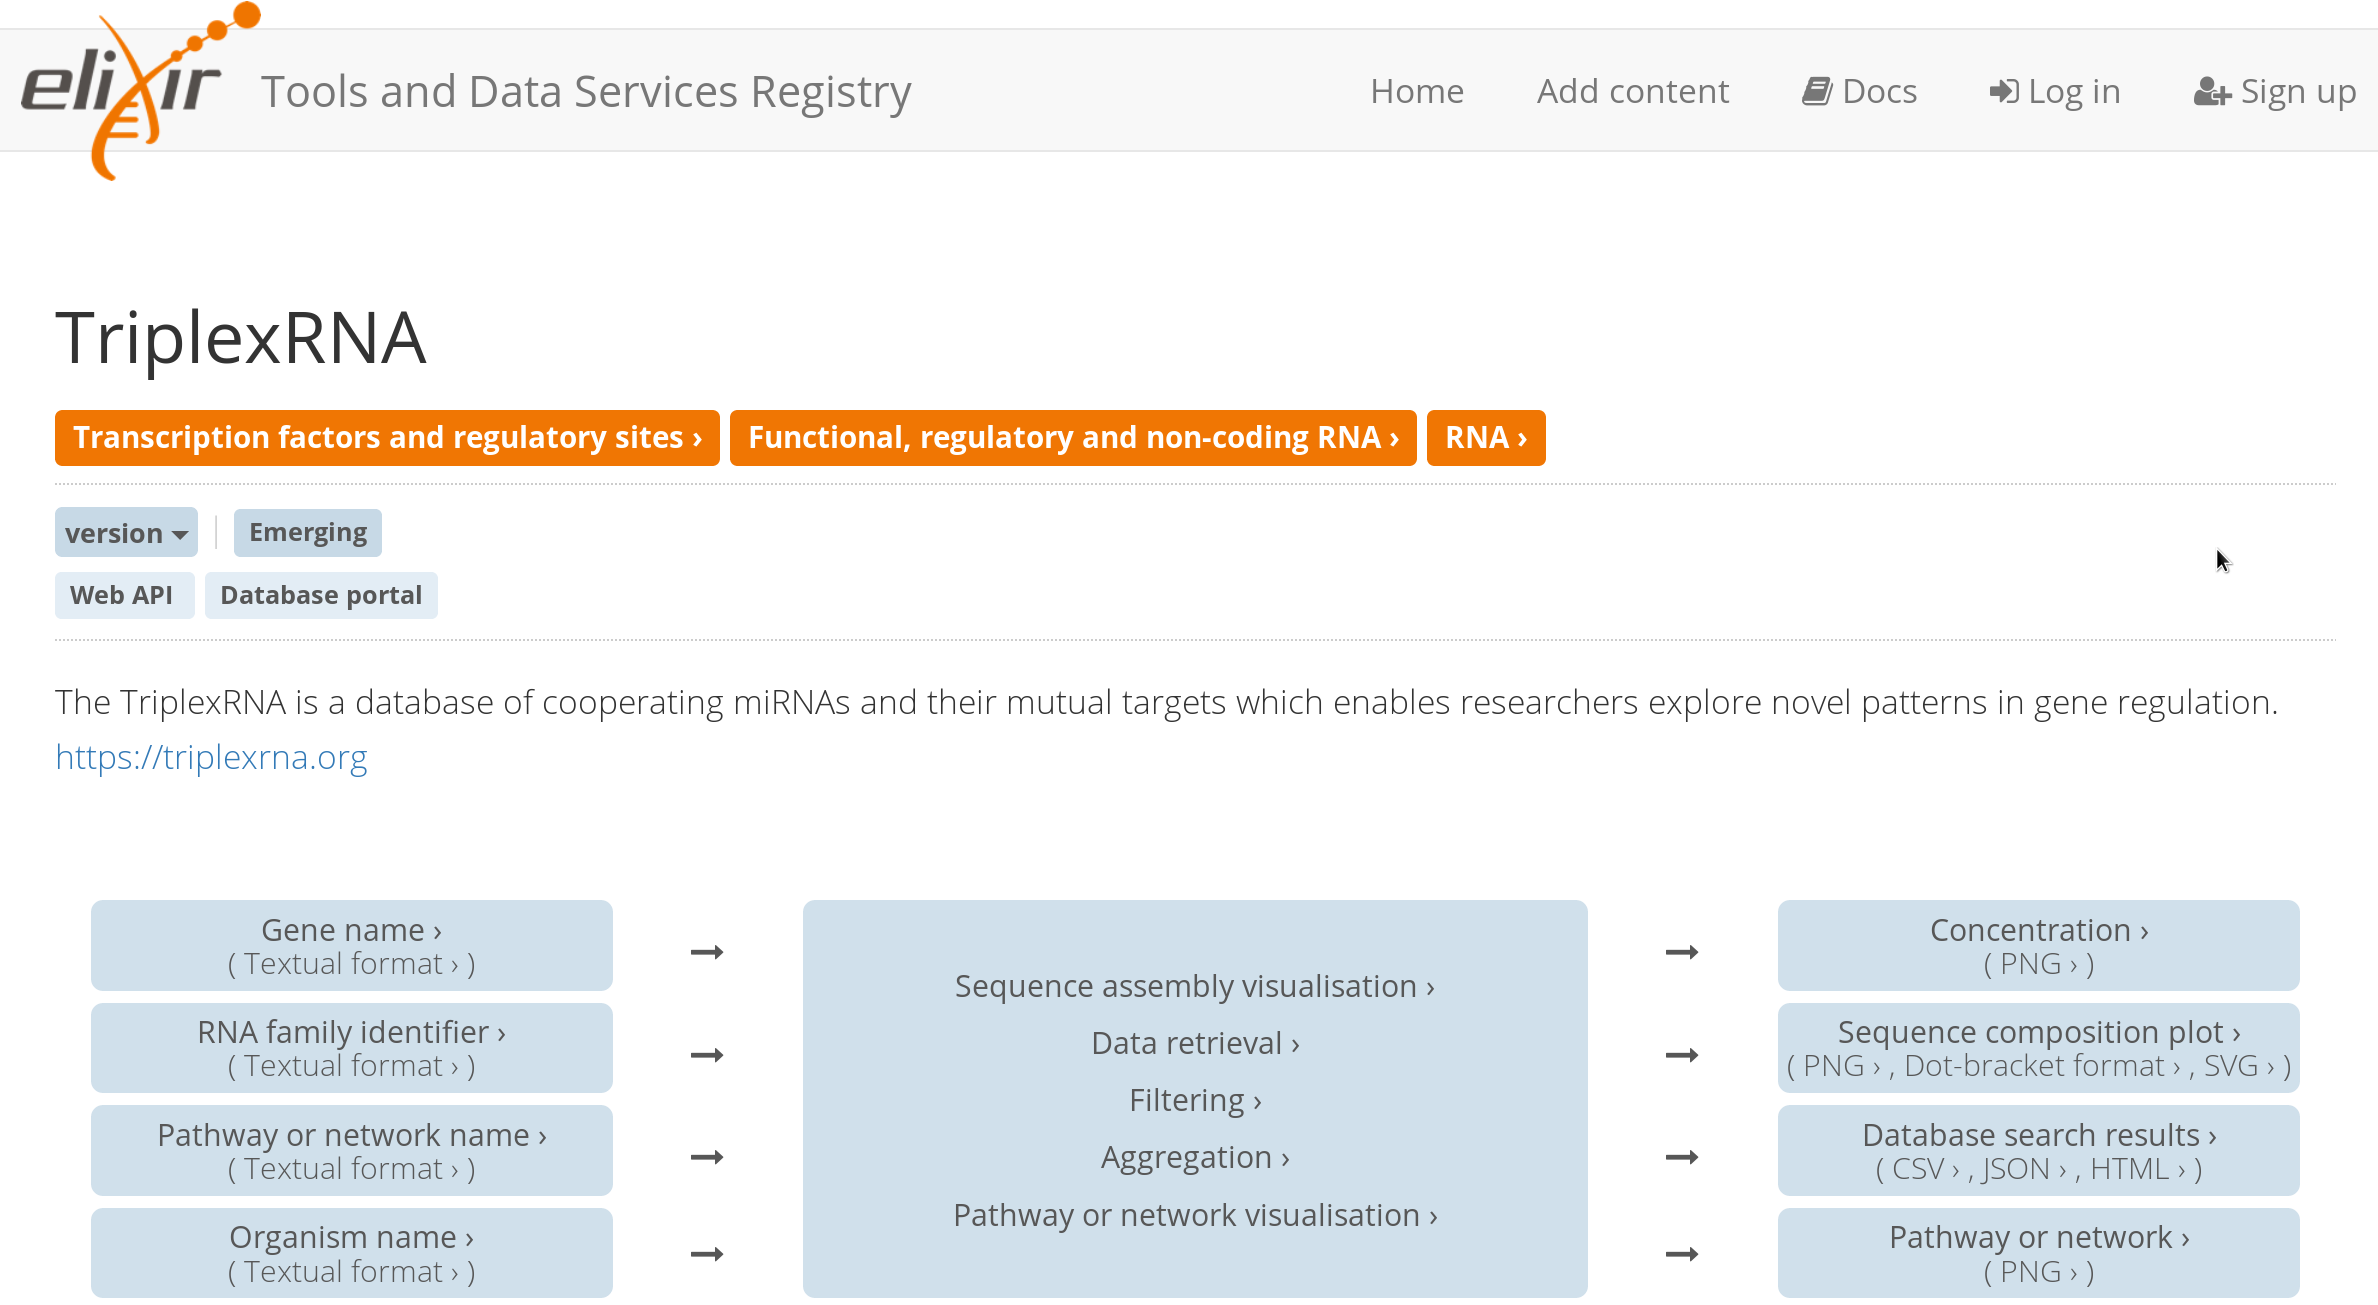 elixir Tools and Data Services Registry Home Add content Docs Log in Sign up
TriplexRNA
Transcription factors and regulatory sites › Functional, regulatory and non-coding RNA › RNA ›
version Emerging
Web API Database portal
The TriplexRNA is a database of cooperating miRNAs and their mutual targets which enables researchers explore novel patterns in gene regulation.
https://triplexrna.org
Gene name ›
( Textual format › )
RNA family identifier ›
( Textual format › )
Pathway or network name ›
( Textual format › )
Organism name ›
( Textual format › )
Sequence assembly visualisation ›
Data retrieval ›
Filtering ›
Aggregation ›
Pathway or network visualisation ›
Concentration ›
( PNG › )
Sequence composition plot ›
( PNG › , Dot-bracket format › , SVG › )
Database search results ›
( CSV › , JSON › , HTML › )
Pathway or network ›
( PNG › )